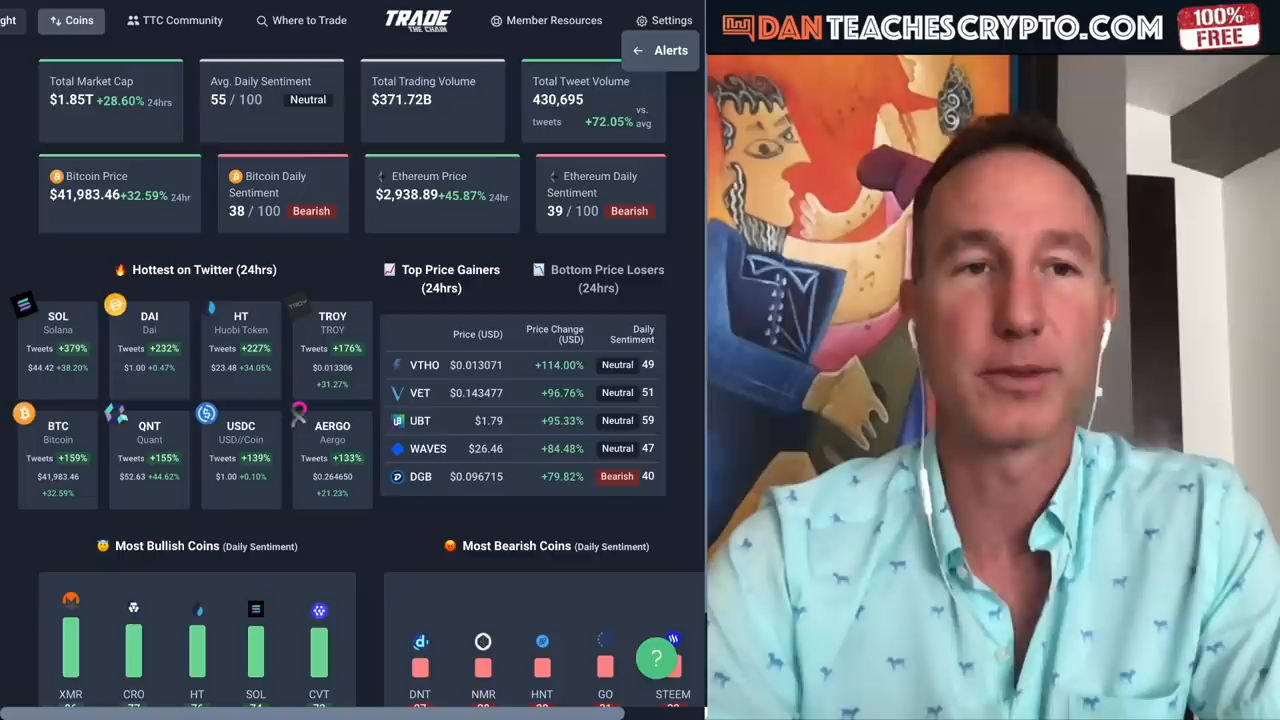 ght
Coins
TTC Community
Where to Trade
TRADE
THE CHAIN
Member Resources
Settings
Alerts
DANTEACHESCRYPTO.COM
100%
FREE
Total Market Cap
$1.85T +28.60% 24hrs
Avg. Daily Sentiment
55 / 100 Neutral
Total Trading Volume
$371.72B
Total Tweet Volume
430,695
tweets +72.05% vs. avg
Bitcoin Price
$41,983.46+32.59% 24hr
Bitcoin Daily
Sentiment
38 / 100 Bearish
Ethereum Price
$2,938.89+45.87% 24hr
Ethereum Daily
Sentiment
39 / 100 Bearish
Hottest on Twitter (24hrs)
SOL
Solana
Tweets +379%
$44.42 +38.20%
DAI
Dai
Tweets +232%
$1.00 +0.47%
HT
Huobi Token
Tweets +227%
$23.48 +34.05%
TROY
TROY
TROY
Tweets +176%
$0.013306
+31.27%
BTC
Bitcoin
Tweets +159%
$41,983.46
+32.59%
QNT
Quant
Tweets +155%
$52.63 +44.62%
USDC
USD//Coin
Tweets +139%
$1.00 +0.10%
AERGO
Aergo
Tweets +133%
$0.264650
+21.23%
Top Price Gainers
(24hrs)
Bottom Price Losers
(24hrs)
Price (USD) Price Change (USD) Daily Sentiment
VTHO $0.013071 +114.00% Neutral 49
VET $0.143477 +96.76% Neutral 51
UBT $1.79 +95.33% Neutral 59
WAVES $26.46 +84.48% Neutral 47
DGB $0.096715 +79.82% Bearish 40
Most Bullish Coins (Daily Sentiment)
XMR CRO HT SOL CVT
Most Bearish Coins (Daily Sentiment)
DNT NMR HNT GO STEEM
?